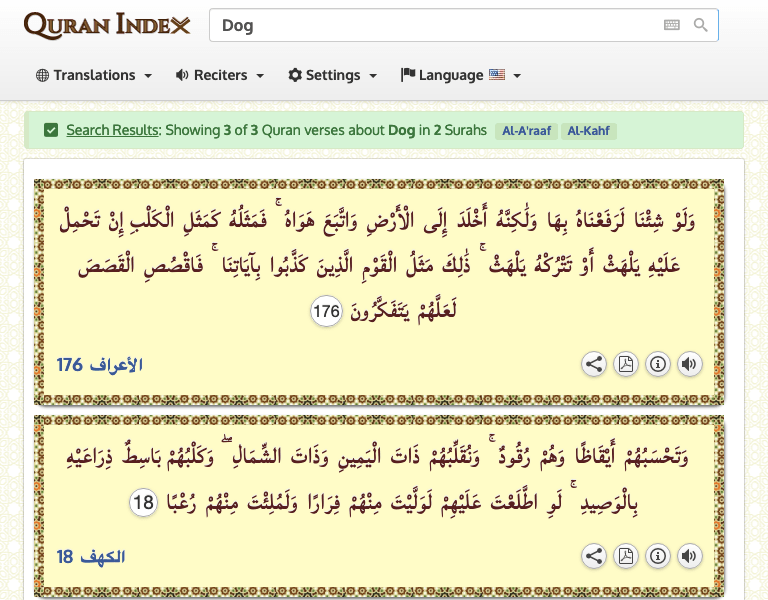 QURAN INDEX
Dog
Translations Reciters Settings Language
Search Results: Showing 3 of 3 Quran verses about Dog in 2 Surahs Al-A'raaf Al-Kahf
وَلَوْ شِئْنَا لَرَفَعْنَاهُ بِهَا وَلَٰكِنَّهُ أَخْلَدَ إِلَى الْأَرْضِ وَاتَّبَعَ هَوَاهُ ۚ فَمَثَلُهُ كَمَثَلِ الْكَلْبِ إِنْ تَحْمِلْ
عَلَيْهِ يَلْهَثْ أَوْ تَتْرُكْهُ يَلْهَثْ ۚ ذَٰلِكَ مَثَلُ الْقَوْمِ الَّذِينَ كَذَّبُوا بِآيَاتِنَا ۚ فَاقْصُصِ الْقَصَصَ
لَعَلَّهُمْ يَتَفَكَّرُونَ 176
الأعراف 176
وَتَحْسَبُهُمْ أَيْقَاظًا وَهُمْ رُقُودٌ ۚ وَنُقَلِّبُهُمْ ذَاتَ الْيَمِينِ وَذَاتَ الشِّمَالِ ۖ وَكَلْبُهُمْ بَاسِطٌ ذِرَاعَيْهِ
بِالْوَصِيدِ ۚ لَوِ اطَّلَعْتَ عَلَيْهِمْ لَوَلَّيْتَ مِنْهُمْ فِرَارًا وَلَمُلِئْتَ مِنْهُمْ رُعْبًا 18
الكهف 18